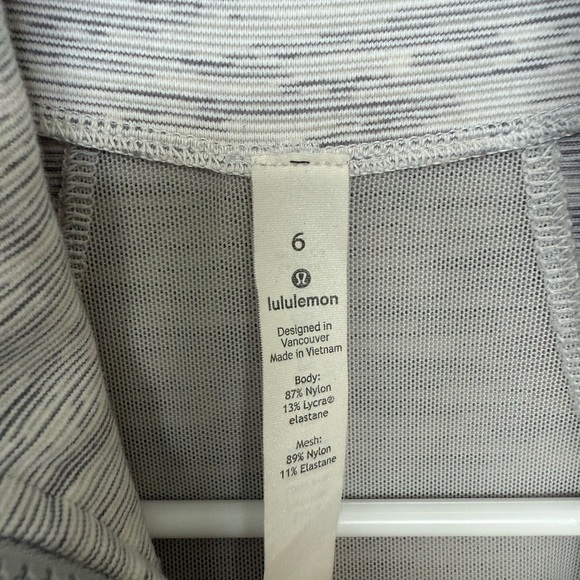 6
lululemon
Designed in
Vancouver
Made in Vietnam
Body:
87% Nylon
13% Lycra®
elastane
Mesh:
89% Nylon
11% Elastane